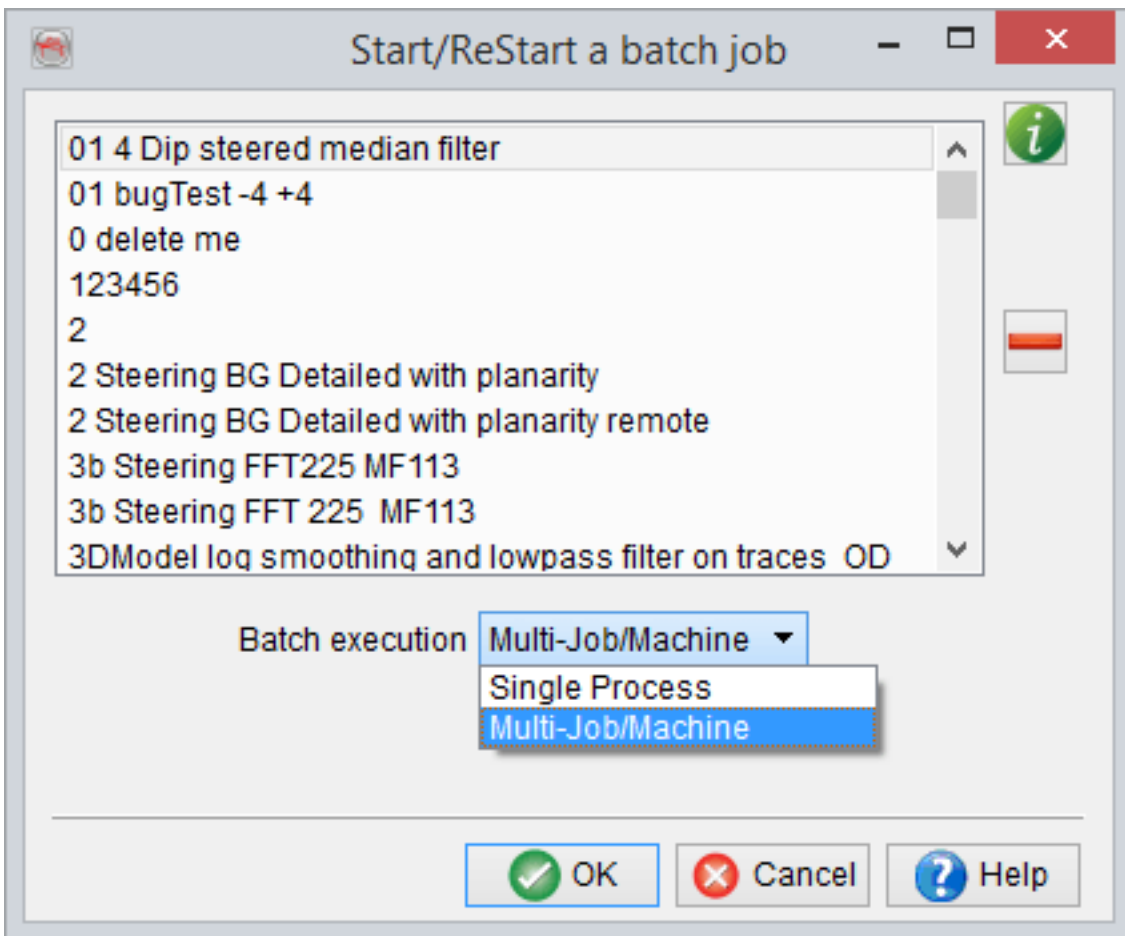 Start/ReStart a batch job
01 4 Dip steered median filter
01 bugTest -4 +4
0 delete me
123456
2
2 Steering BG Detailed with planarity
2 Steering BG Detailed with planarity remote
3b Steering FFT225 MF113
3b Steering FFT 225  MF113
3DModel log smoothing and lowpass filter on traces_OD
Batch execution Multi-Job/Machine
Single Process
Multi-Job/Machine
OK Cancel Help